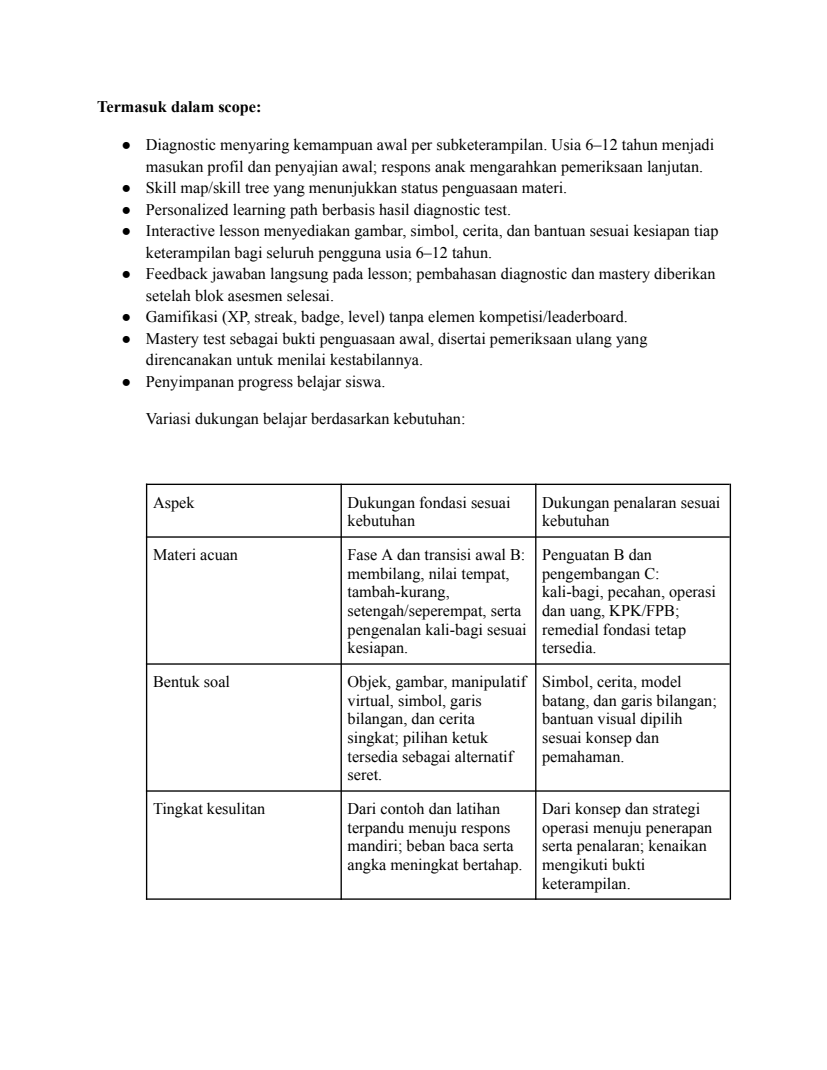 Termasuk dalam scope:
● Diagnostic menyaring kemampuan awal per subketerampilan. Usia 6–12 tahun menjadi
masukan profil dan penyajian awal; respons anak mengarahkan pemeriksaan lanjutan.
● Skill map/skill tree yang menunjukkan status penguasaan materi.
● Personalized learning path berbasis hasil diagnostic test.
● Interactive lesson menyediakan gambar, simbol, cerita, dan bantuan sesuai kesiapan tiap
keterampilan bagi seluruh pengguna usia 6–12 tahun.
● Feedback jawaban langsung pada lesson; pembahasan diagnostic dan mastery diberikan
setelah blok asesmen selesai.
● Gamifikasi (XP, streak, badge, level) tanpa elemen kompetisi/leaderboard.
● Mastery test sebagai bukti penguasaan awal, disertai pemeriksaan ulang yang
direncanakan untuk menilai kestabilannya.
● Penyimpanan progress belajar siswa.
Variasi dukungan belajar berdasarkan kebutuhan:
Aspek
Dukungan fondasi sesuai
kebutuhan
Dukungan penalaran sesuai
kebutuhan
Materi acuan
Fase A dan transisi awal B:
membilang, nilai tempat,
tambah-kurang,
setengah/seperempat, serta
pengenalan kali-bagi sesuai
kesiapan.
Penguatan B dan
pengembangan C:
kali-bagi, pecahan, operasi
dan uang, KPK/FPB;
remedial fondasi tetap
tersedia.
Bentuk soal
Objek, gambar, manipulatif
virtual, simbol, garis
bilangan, dan cerita
singkat; pilihan ketuk
tersedia sebagai alternatif
seret.
Simbol, cerita, model
batang, dan garis bilangan;
bantuan visual dipilih
sesuai konsep dan
pemahaman.
Tingkat kesulitan
Dari contoh dan latihan
terpandu menuju respons
mandiri; beban baca serta
angka meningkat bertahap.
Dari konsep dan strategi
operasi menuju penerapan
serta penalaran; kenaikan
mengikuti bukti
keterampilan.